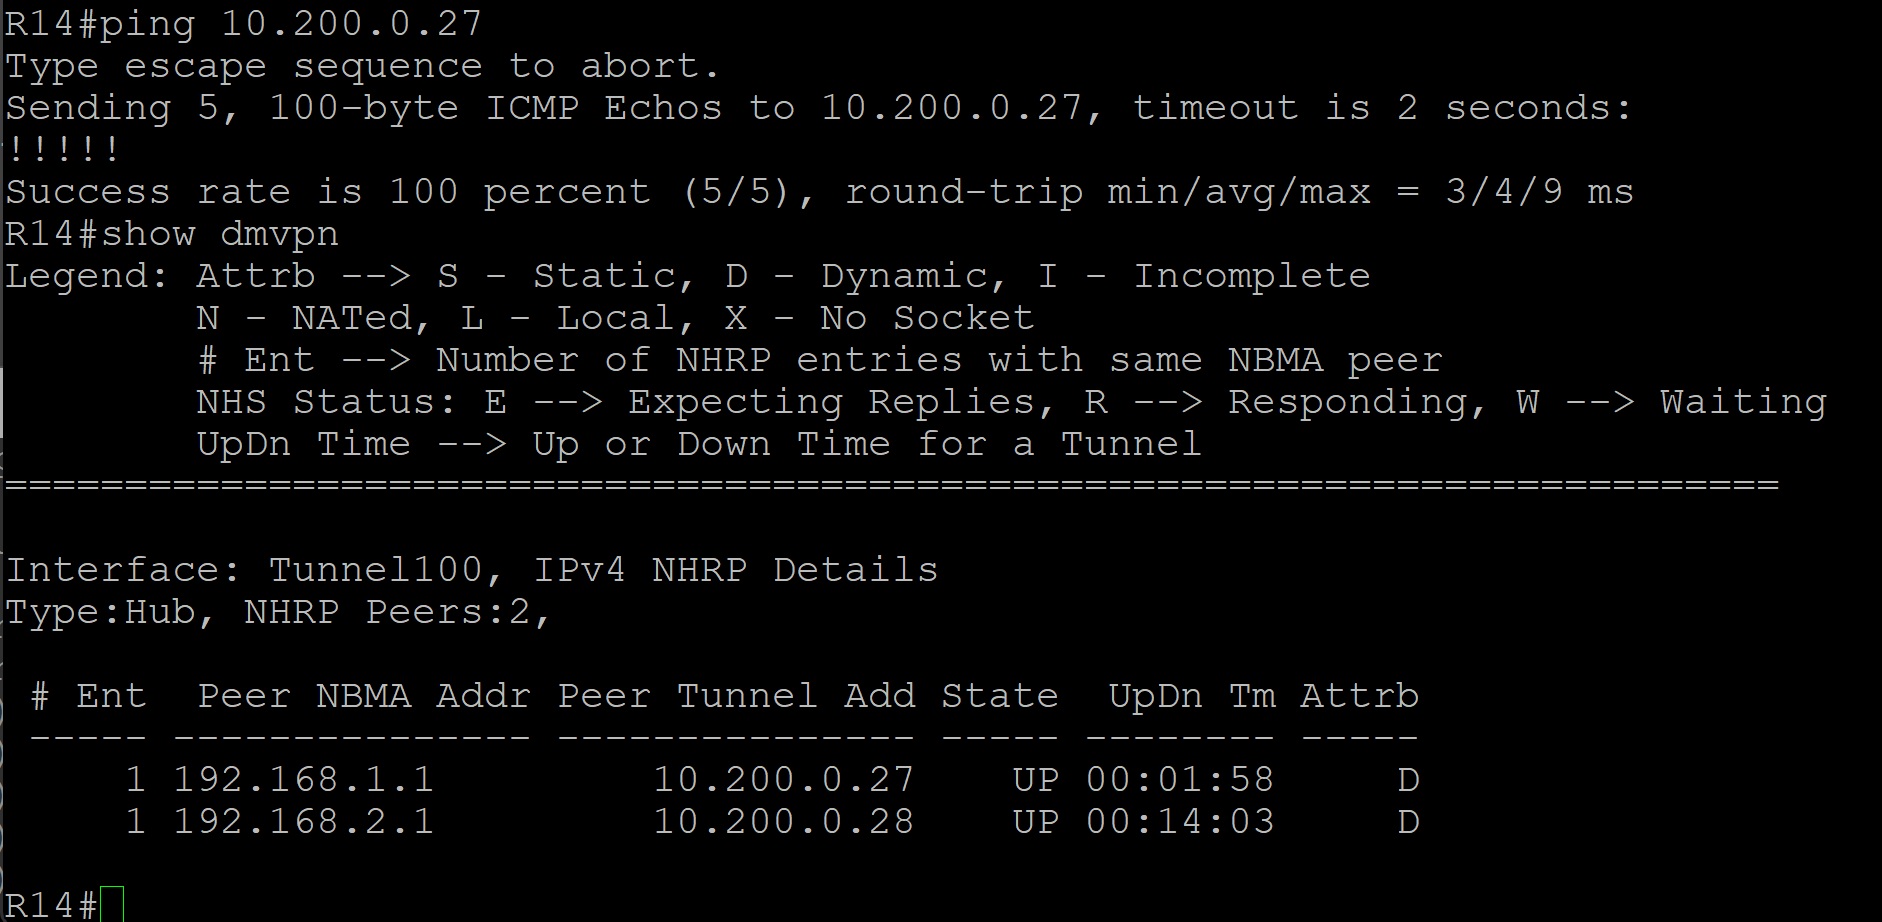 R14#ping 10.200.0.27
Type escape sequence to abort.
Sending 5, 100-byte ICMP Echos to 10.200.0.27, timeout is 2 seconds:
!!!!!
Success rate is 100 percent (5/5), round-trip min/avg/max = 3/4/9 ms
R14#show dmvpn
Legend: Attrb --> S - Static, D - Dynamic, I - Incomplete
        N - NATed, L - Local, X - No Socket
        # Ent --> Number of NHRP entries with same NBMA peer
        NHS Status: E --> Expecting Replies, R --> Responding, W --> Waiting
        UpDn Time --> Up or Down Time for a Tunnel
==========================================================================

Interface: Tunnel100, IPv4 NHRP Details
Type:Hub, NHRP Peers:2,

 # Ent  Peer NBMA Addr Peer Tunnel Add State  UpDn Tm Attrb
 ----- --------------- --------------- ----- -------- -----
     1 192.168.1.1         10.200.0.27    UP 00:01:58     D
     1 192.168.2.1         10.200.0.28    UP 00:14:03     D

R14#